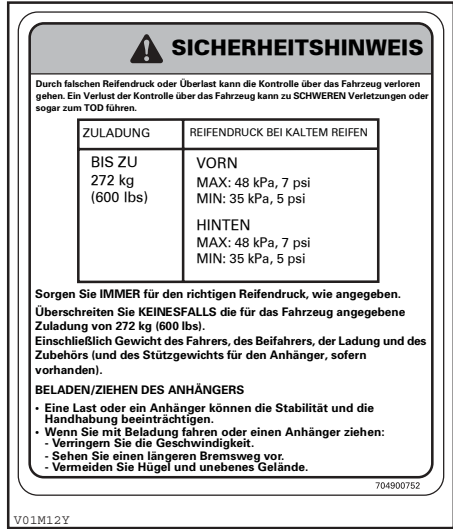 SICHERHEITSHINWEIS
Durch falschen Reifendruck oder Überlast kann die Kontrolle über das Fahrzeug verloren
gehen. Ein Verlust der Kontrolle über das Fahrzeug kann zu SCHWEREN Verletzungen oder
sogar zum TOD führen.
ZULADUNG
REIFENDRUCK BEI KALTEM REIFEN
BIS ZU
272 kg
(600 lbs)
VORN
MAX: 48 kPa, 7 psi
MIN: 35 kPa, 5 psi
HINTEN
MAX: 48 kPa, 7 psi
MIN: 35 kPa, 5 psi
Sorgen Sie IMMER für den richtigen Reifendruck, wie angegeben.
Überschreiten Sie KEINESFALLS die für das Fahrzeug angegebene
Zuladung von 272 kg (600 lbs).
Einschließlich Gewicht des Fahrers, des Beifahrers, der Ladung und des
Zubehörs (und des Stützgewichts für den Anhänger, sofern
vorhanden).
BELADEN/ZIEHEN DES ANHÄNGERS
• Eine Last oder ein Anhänger können die Stabilität und die
Handhabung beeinträchtigen.
• Wenn Sie mit Beladung fahren oder einen Anhänger ziehen:
- Verringern Sie die Geschwindigkeit.
- Sehen Sie einen längeren Bremsweg vor.
- Vermeiden Sie Hügel und unebenes Gelände.
704900752
V01M12Y